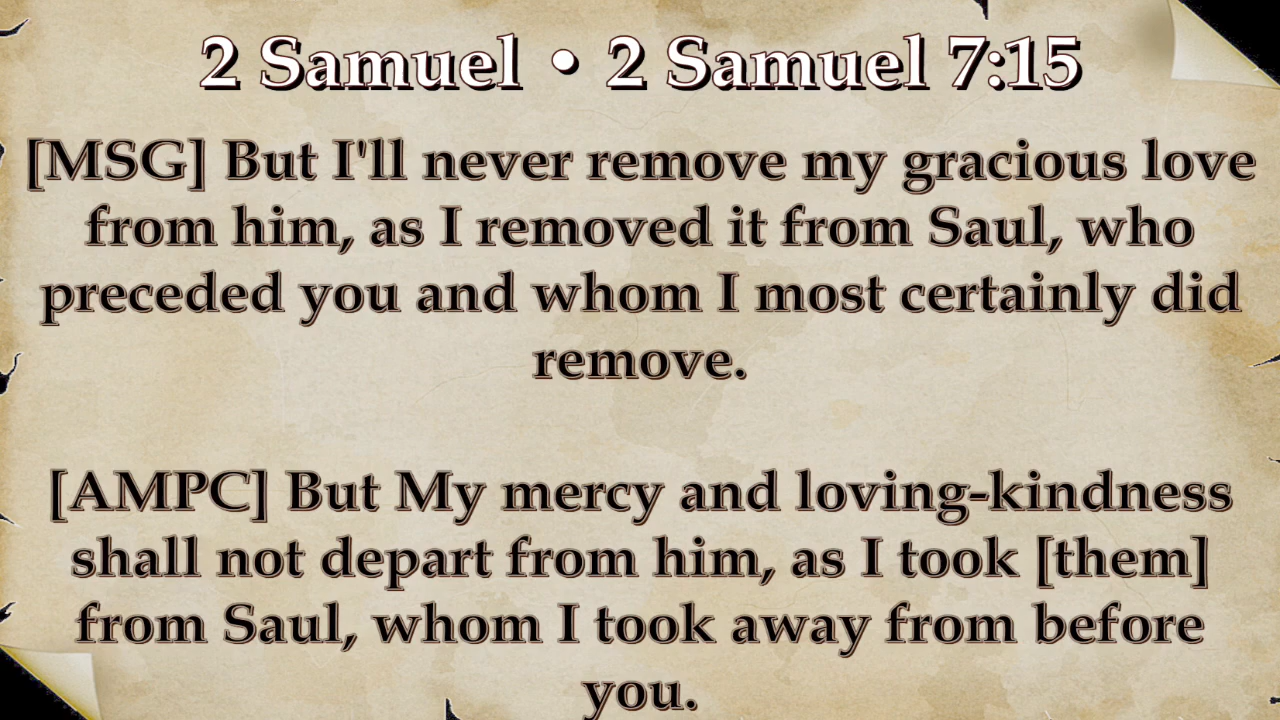 2 Samuel • 2 Samuel 7:15
[MSG] But I'll never remove my gracious love
from him, as I removed it from Saul, who
preceded you and whom I most certainly did
remove.
[AMPC] But My mercy and loving-kindness
shall not depart from him, as I took [them]
from Saul, whom I took away from before
you.